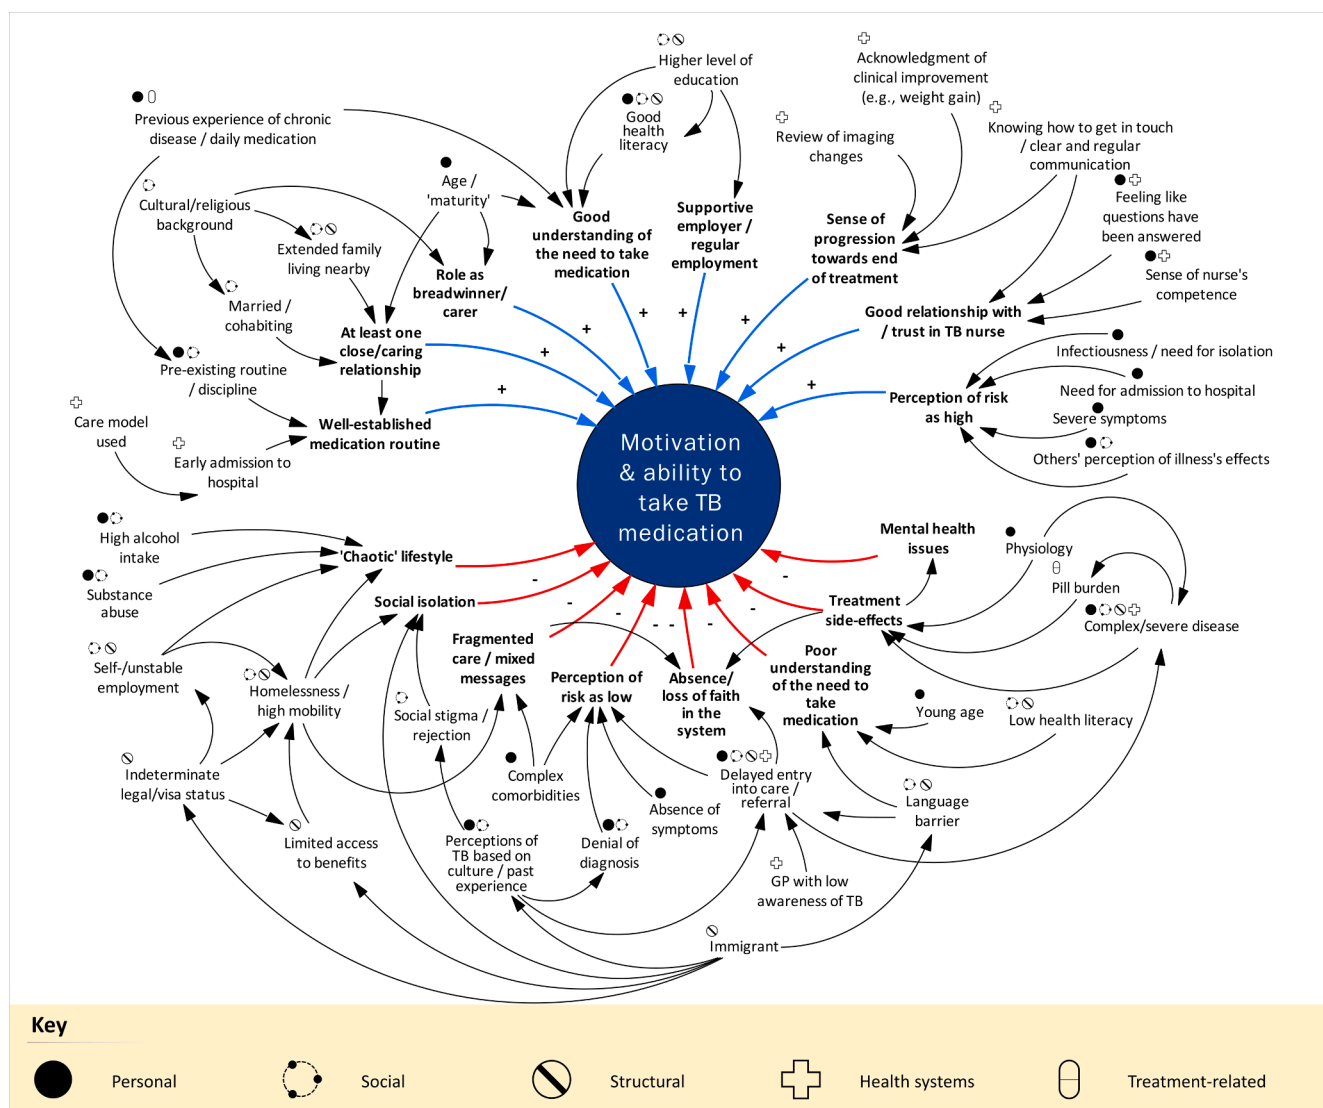 Higher level of
education
Acknowledgment of
clinical improvement
(e.g., weight gain)
Previous experience of chronic
disease / daily medication
Good
health
literacy
Review of imaging
changes
Knowing how to get in touch
/ clear and regular
communication
Age /
'maturity'
Cultural/religious
background
Feeling like
questions have
been answered
Extended family
living nearby
Good
understanding of
the need to take
medication
Supportive
employer /
regular
employment
Sense of
progression
towards end
of treatment
Role as
breadwinner/
carer
Sense of nurse's
competence
Married /
cohabiting
Good relationship with
/ trust in TB nurse
At least one
close/caring
relationship
Infectiousness / need for isolation
Pre-existing routine
/ discipline
Need for admission to hospital
Perception of risk
as high
Severe symptoms
Care model
used
Well-established
medication routine
Early admission to
hospital
Others' perception of illness's effects
+
+
+
+
+
+
+
+
Motivation
& ability to
take TB
medication
High alcohol
intake
'Chaotic' lifestyle
Mental health
issues
Physiology
Pill burden
Substance
abuse
Social isolation
Treatment
side-effects
Complex/severe disease
-
-
-
-
-
-
-
Fragmented
care / mixed
messages
Self-/unstable
employment
Homelessness /
high mobility
Perception of
risk as low
Absence/
loss of faith
in the
system
Poor
understanding
of the need to
take
medication
Social stigma /
rejection
Young age
Low health literacy
Indeterminate
legal/visa status
Complex
comorbidities
Delayed entry
into care /
referral
Absence of
symptoms
Language
barrier
Limited access
to benefits
Perceptions of
TB based on
culture / past
experience
Denial of
diagnosis
GP with low
awareness of TB
Immigrant
Key
Personal
Social
Structural
Health systems
Treatment-related